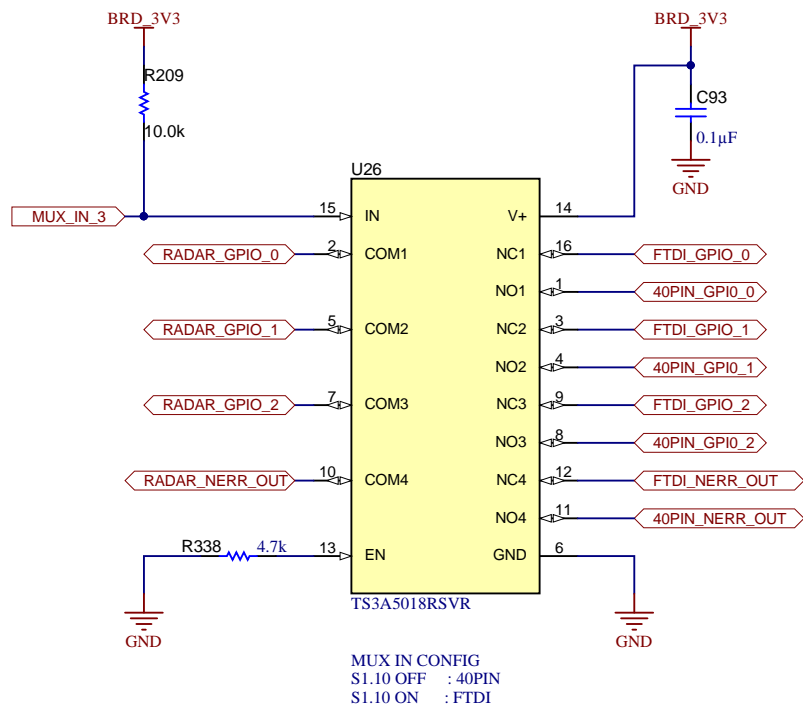 BRD_3V3
BRD_3V3
R209
10.0k
C93
0.1µF
GND
U26
MUX_IN_3
15
IN
V+
14
RADAR_GPIO_0
2
COM1
NC1
16
FTDI_GPIO_0
NO1
1
40PIN_GPI0_0
RADAR_GPIO_1
5
COM2
NC2
3
FTDI_GPIO_1
NO2
4
40PIN_GPI0_1
RADAR_GPIO_2
7
COM3
NC3
9
FTDI_GPIO_2
NO3
8
40PIN_GPI0_2
RADAR_NERR_OUT
10
COM4
NC4
12
FTDI_NERR_OUT
NO4
11
40PIN_NERR_OUT
R338
4.7k
13
EN
GND
6
TS3A5018RSVR
GND
GND
MUX IN CONFIG
S1.10 OFF : 40PIN
S1.10 ON : FTDI